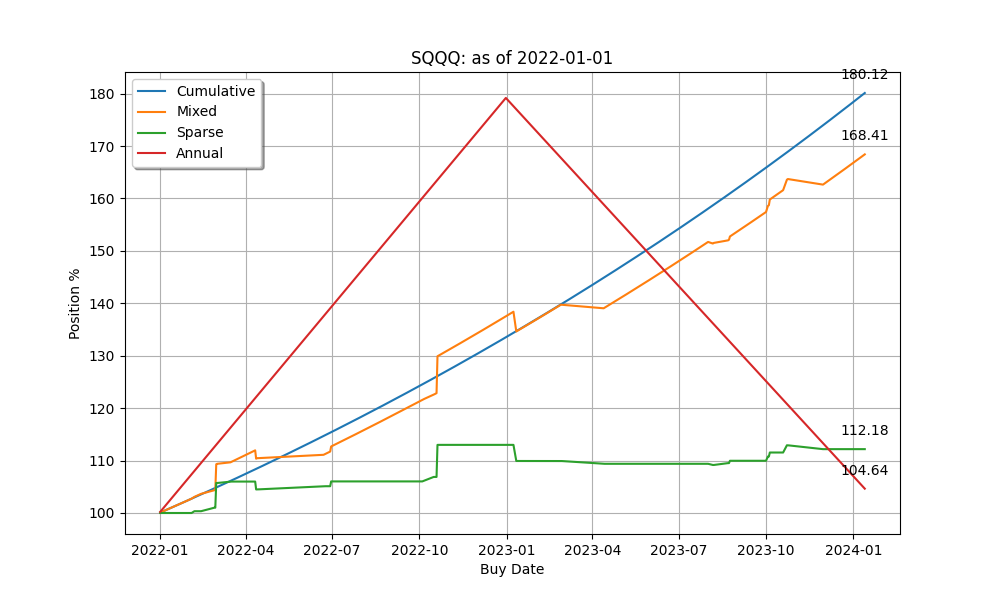 SQQQ: as of 2022-01-01
180.12
Cumulative
Mixed
Sparse
Annual
168.41
112.18
104.64
180
170
160
150
140
130
120
110
100
Position %
2022-01 2022-04 2022-07 2022-10 2023-01 2023-04 2023-07 2023-10 2024-01
Buy Date